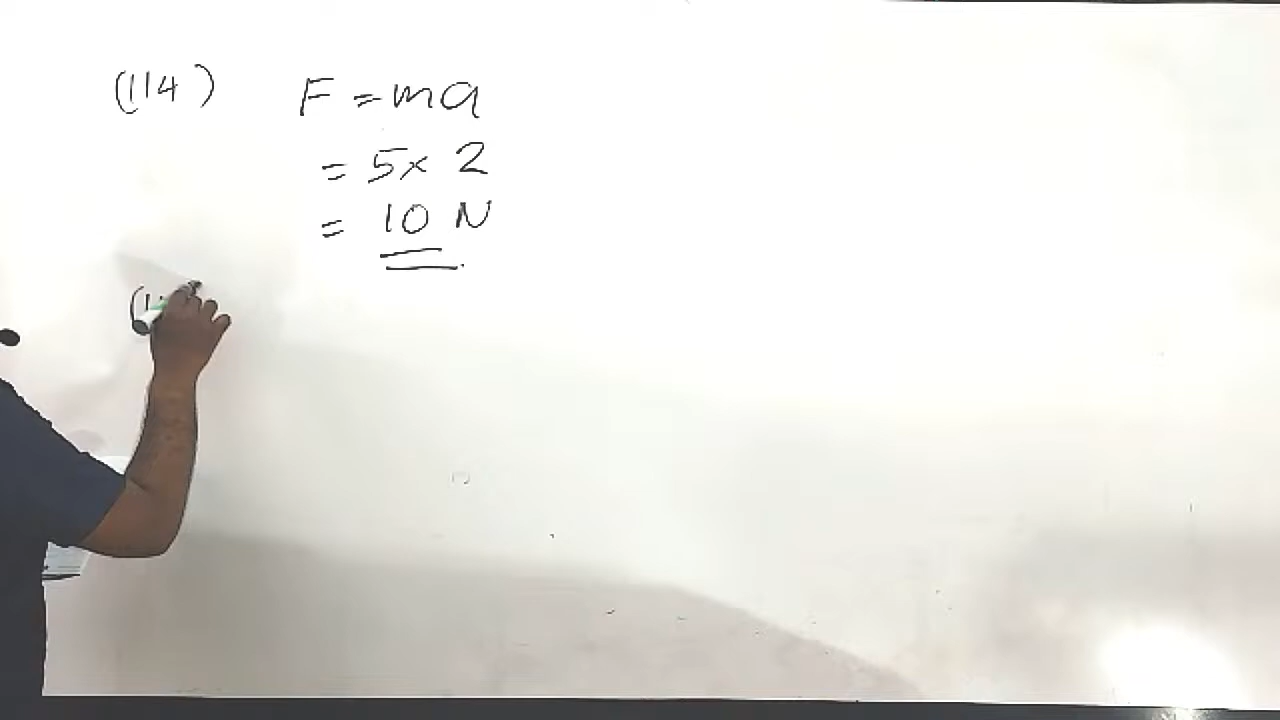 (114) F = ma
= 5 x 2
= 10 N